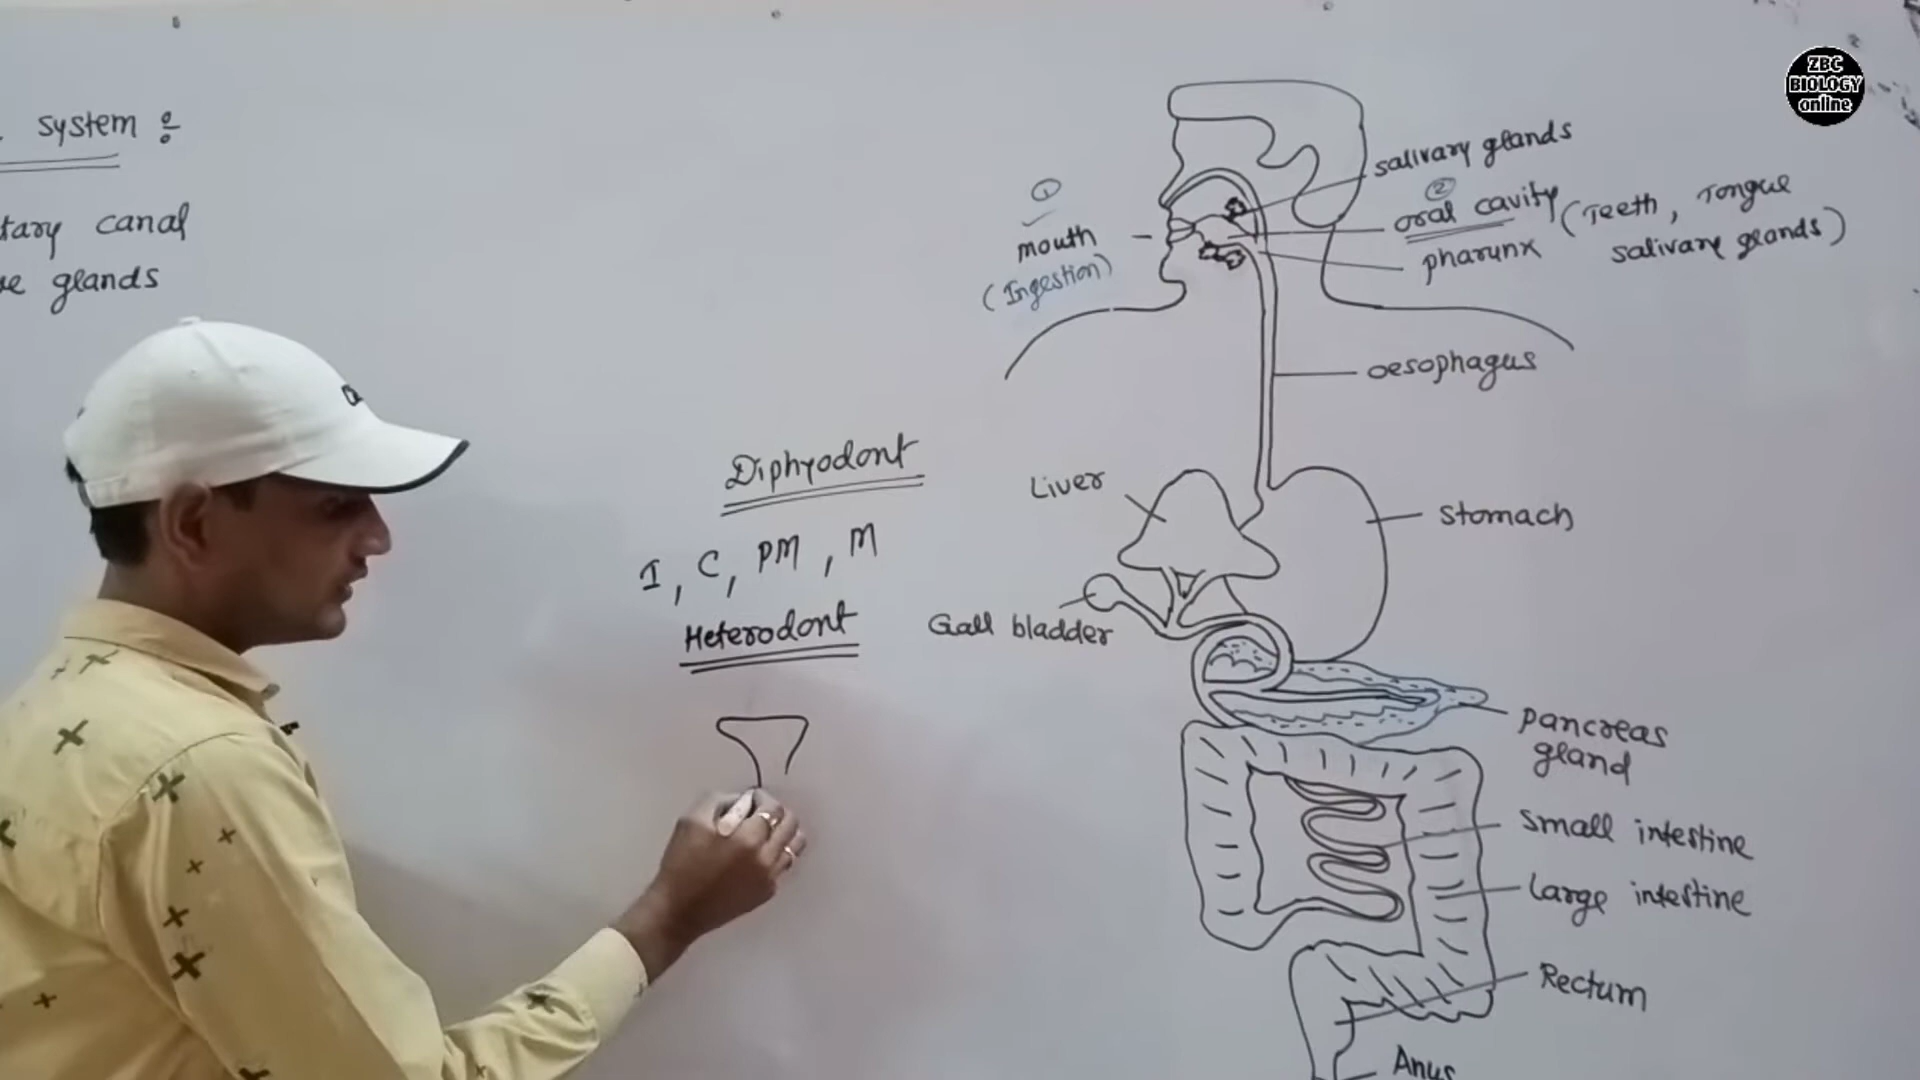 system :
tary canal
ve glands
Diphyodont
I, C, PM, M
Heterodont
①
mouth
(Ingestion)
salivary glands
②
oral cavity (Teeth, Tongue
salivary glands)
pharynx
oesophagus
Liver
Stomach
Gall bladder
pancreas
gland
small intestine
large intestine
Rectum
Anus
ZBC
BIOLOGY
online